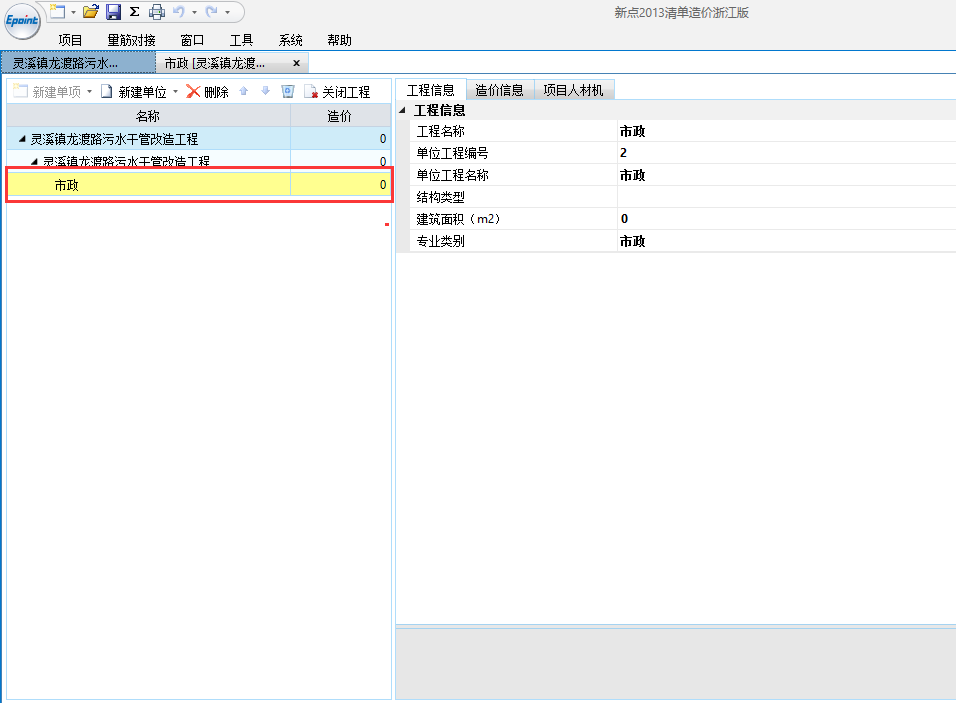 Epoint
Σ
新点2013清单造价浙江版
项目 量筋对接 窗口 工具 系统 帮助
灵溪镇龙渡路污水... 市政 [灵溪镇龙渡... x
新建单项 新建单位 删除 关闭工程
名称 造价
灵溪镇龙渡路污水干管改造工程 0
灵溪镇龙渡路污水干管改造工程 0
市政 0
工程信息 造价信息 项目人材机
工程信息
工程名称 市政
单位工程编号 2
单位工程名称 市政
结构类型
建筑面积（m2） 0
专业类别 市政